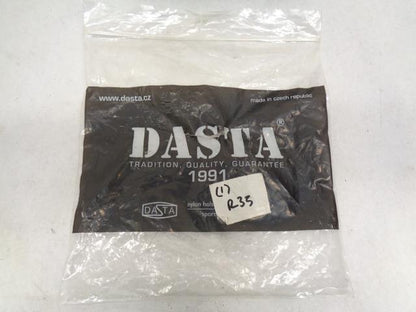 www.dasta.cz
made in czech republic
DASTA®
TRADITION, QUALITY, GUARANTEE
1991
(1)
R35
DASTA
nylon